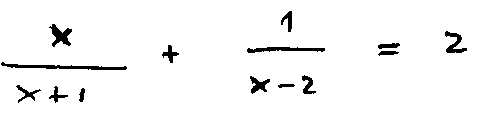 x/(x+1) + 1/(x-2) = 2